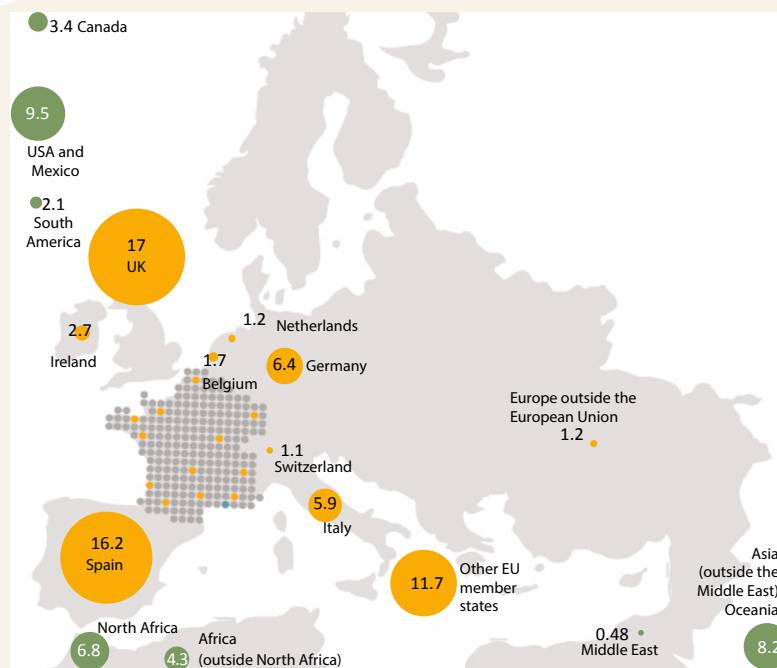 3.4 Canada
9.5
USA and
Mexico
2.1
South
America
17
UK
2.7
Ireland
1.2
Netherlands
1.7
Belgium
6.4 Germany
Europe outside the
European Union
1.2
1.1
Switzerland
5.9
Italy
16.2
Spain
11.7
Other EU
member
states
Asia
(outside the
Middle East)
Oceania
8.2
North Africa
6.8
Africa
(outside North Africa)
4.3
0.48
Middle East